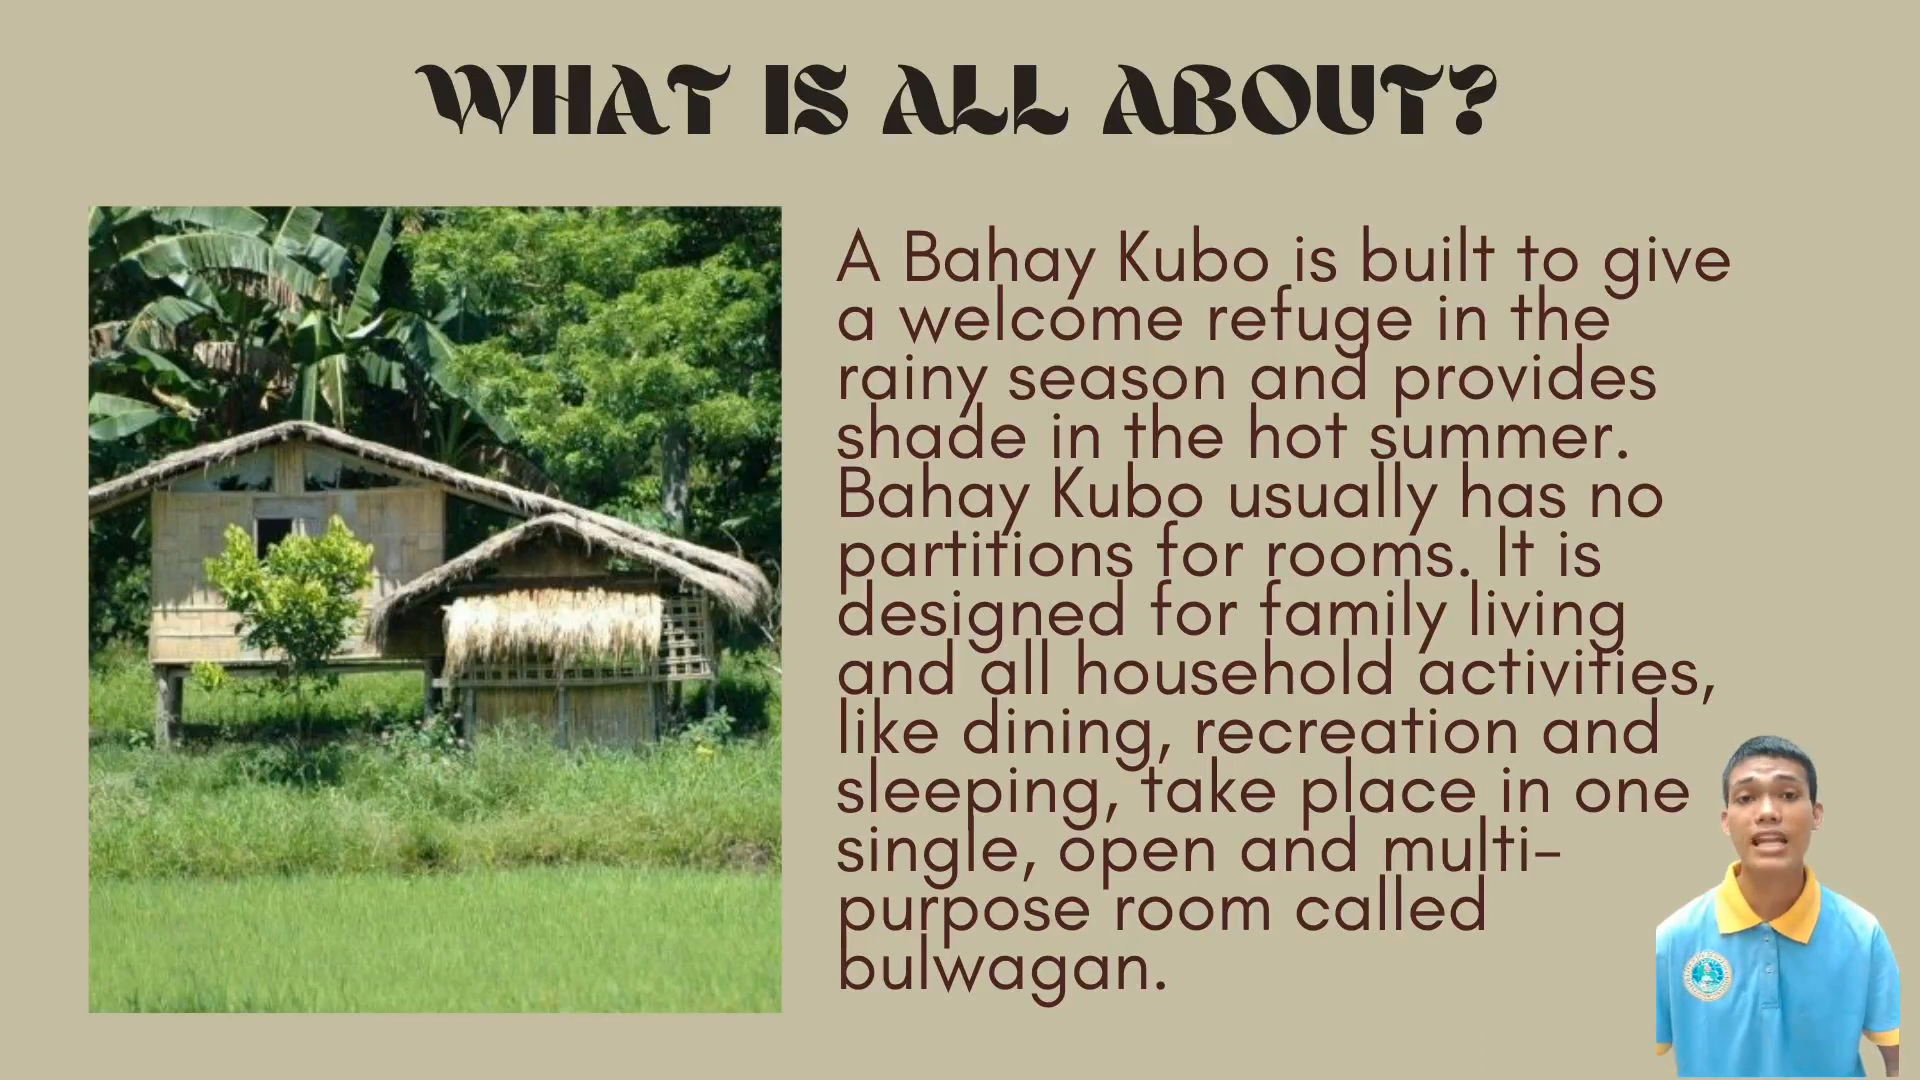 WHAT IS ALL ABOUT?
A Bahay Kubo is built to give
a welcome refuge in the
rainy season and provides
shade in the hot summer.
Bahay Kubo usually has no
partitions for rooms. It is
designed for family living
and all household activities,
like dining, recreation and
sleeping, take place in one
single, open and multi-
purpose room called
bulwagan.